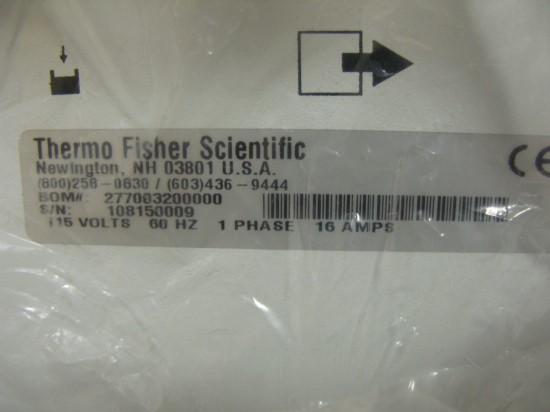 Thermo Fisher Scientific
Newington, NH 03801 U.S.A.
(800)258-0830 / (603)436-9444
BOM#: 277003200000
S/N: 108150009
115 VOLTS 60 HZ 1 PHASE 16 AMPS
CE